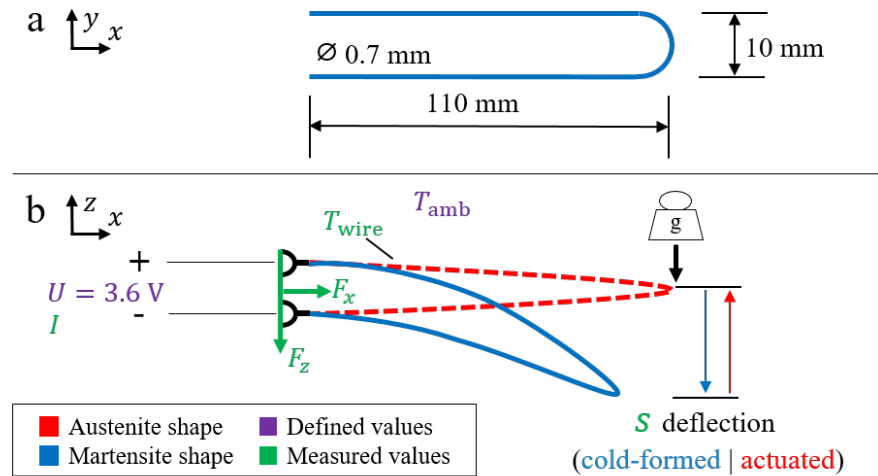 a
y
x
Ø 0.7 mm
10 mm
110 mm
b
z
x
T_amb
T_wire
g
+
U = 3.6 V
F_x
I
-
F_z
S deflection
(cold-formed | actuated)
Austenite shape
Defined values
Martensite shape
Measured values